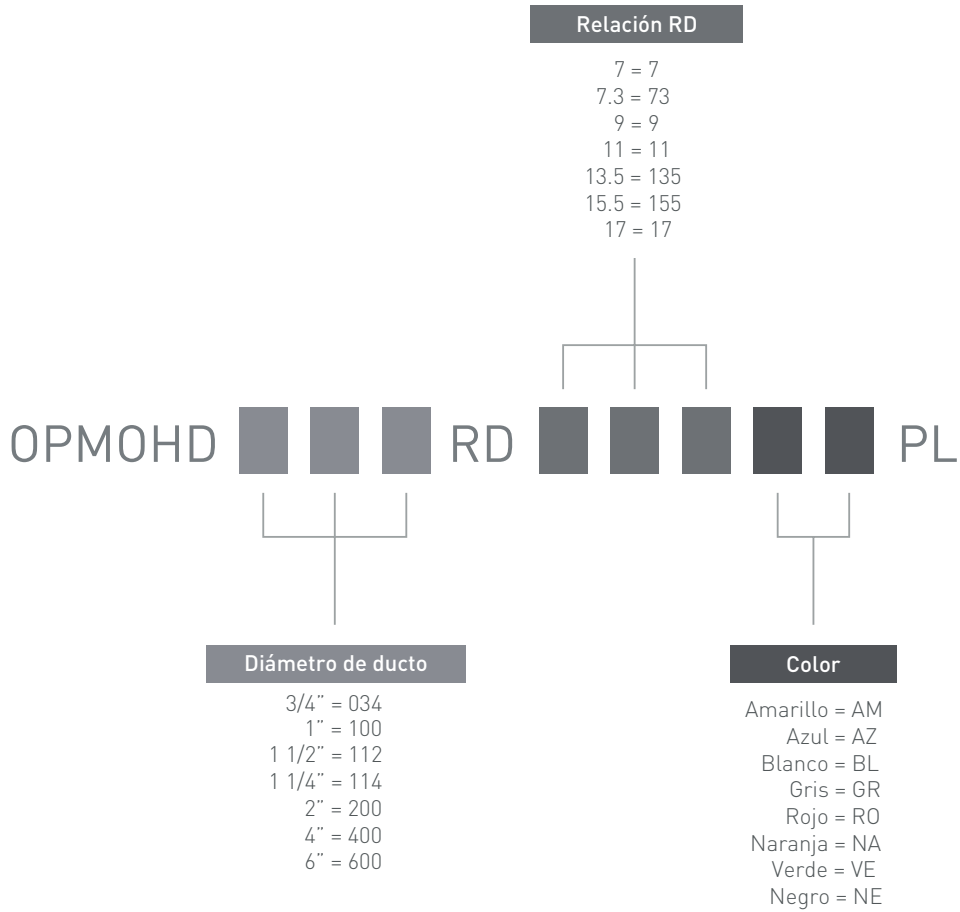 Relación RD
7 = 7
7.3 = 73
9 = 9
11 = 11
13.5 = 135
15.5 = 155
17 = 17
OPMOHD RD PL
Diámetro de ducto
3/4” = 034
1” = 100
1 1/2” = 112
1 1/4” = 114
2” = 200
4” = 400
6” = 600
Color
Amarillo = AM
Azul = AZ
Blanco = BL
Gris = GR
Rojo = RO
Naranja = NA
Verde = VE
Negro = NE